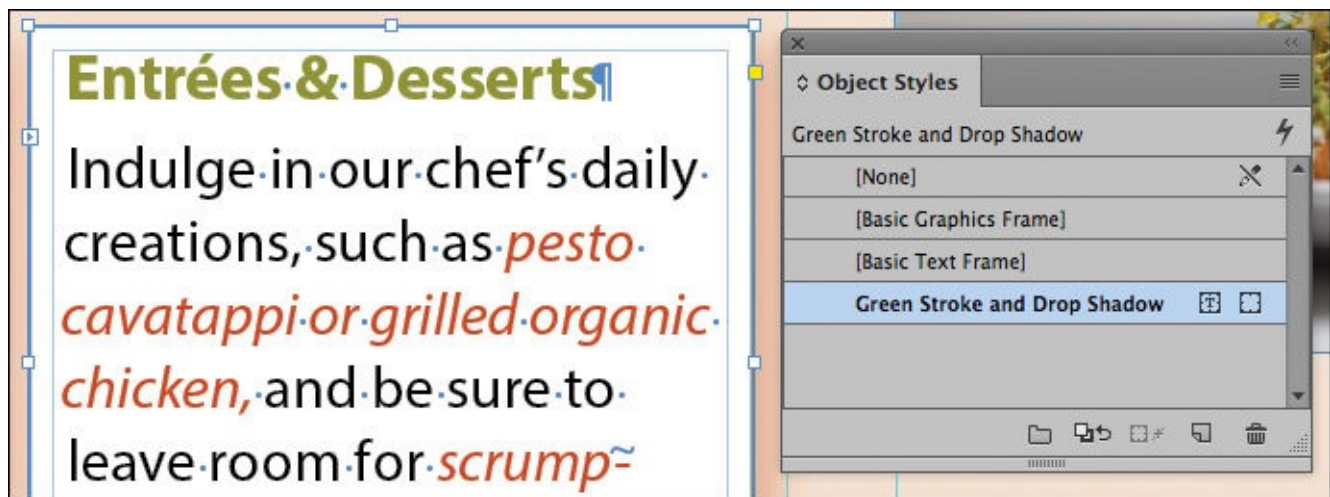 Entrées & Desserts
Indulge in our chef’s daily
creations, such as pesto
cavatappi or grilled organic
chicken, and be sure to
leave room for scrump-
Object Styles
Green Stroke and Drop Shadow
[None]
[Basic Graphics Frame]
[Basic Text Frame]
Green Stroke and Drop Shadow